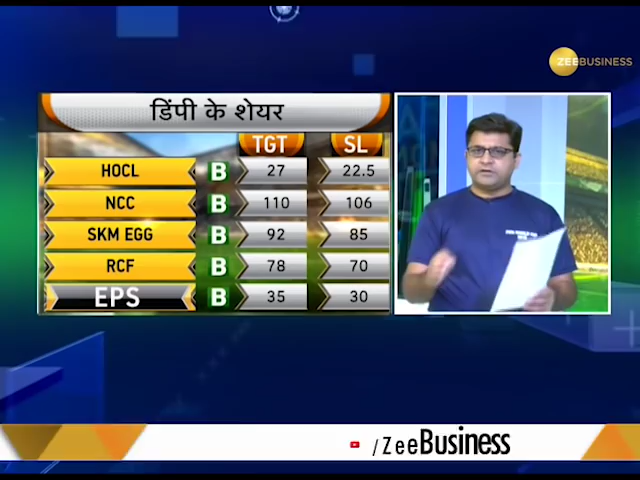 ZEEBUSINESS
डिंपी के शेयर
TGT SL
HOCL B 27 22.5
NCC B 110 106
SKM EGG B 92 85
RCF B 78 70
EPS B 35 30
/ZeeBusiness